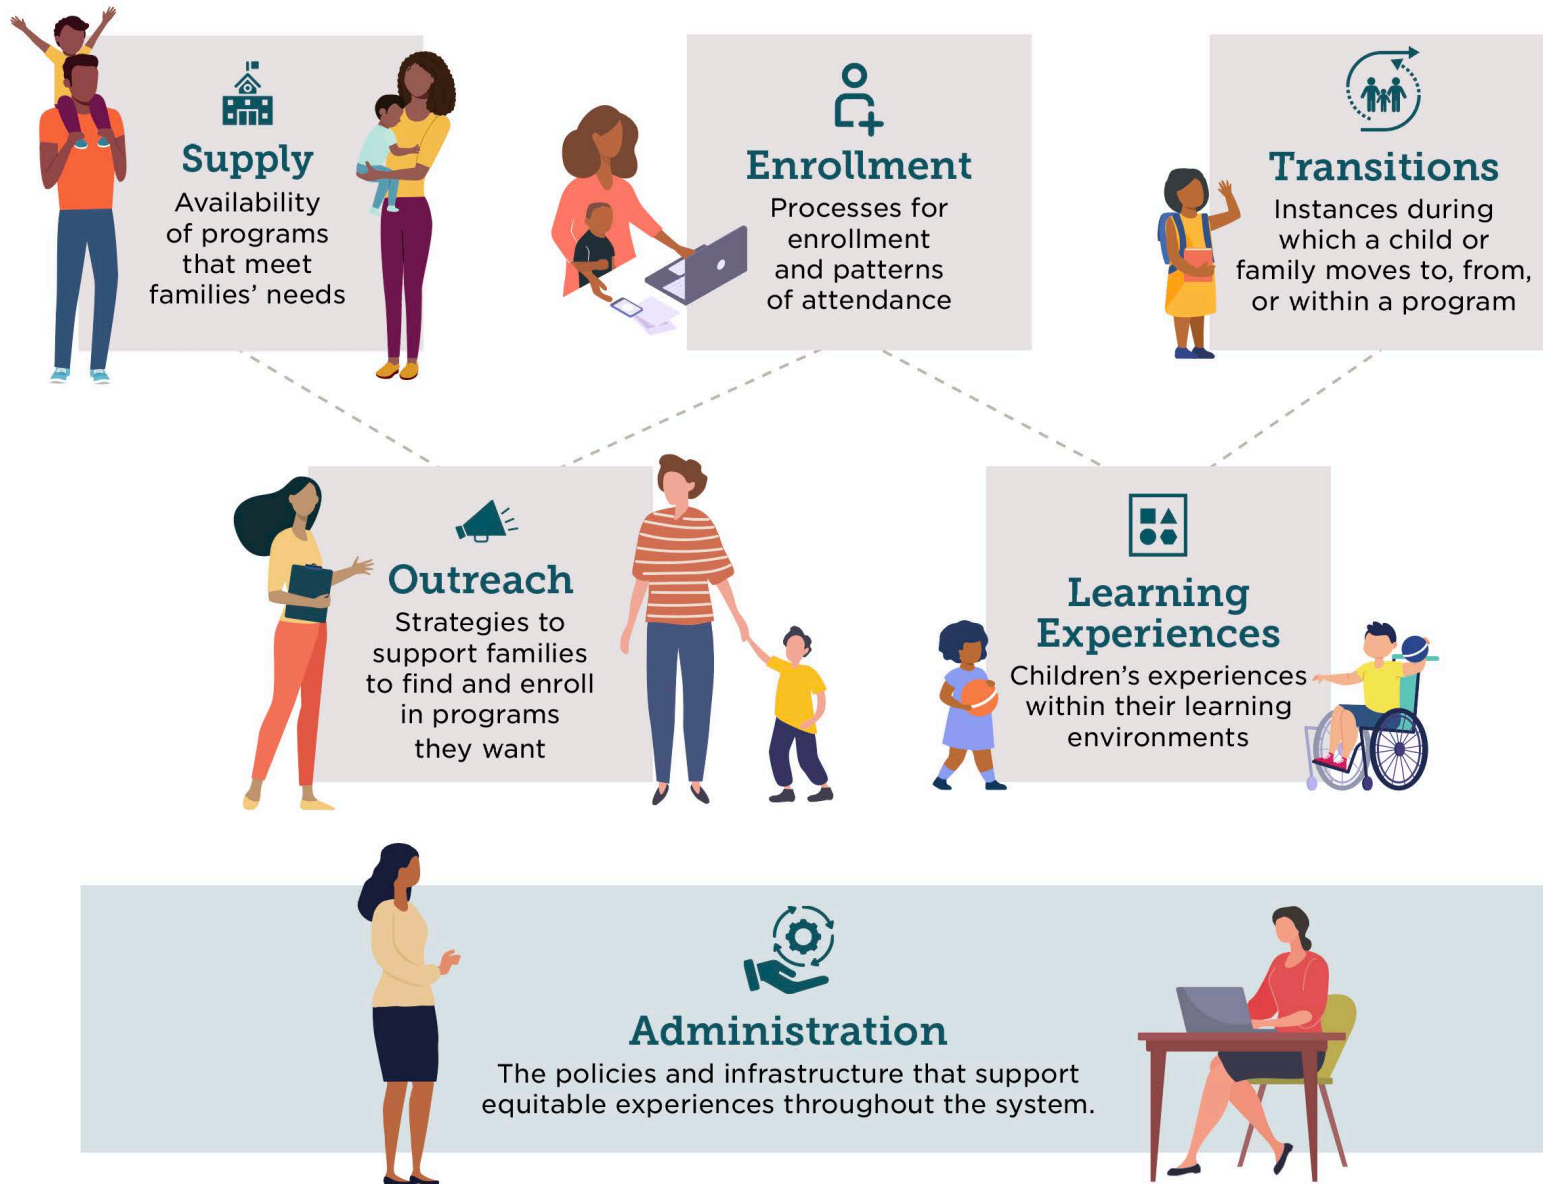 Supply
Availability
of programs
that meet
families’ needs
Enrollment
Processes for
enrollment
and patterns
of attendance
Transitions
Instances during
which a child or
family moves to, from,
or within a program
Outreach
Strategies to
support families
to find and enroll
in programs
they want
Learning
Experiences
Children’s experiences
within their learning
environments
Administration
The policies and infrastructure that support
equitable experiences throughout the system.